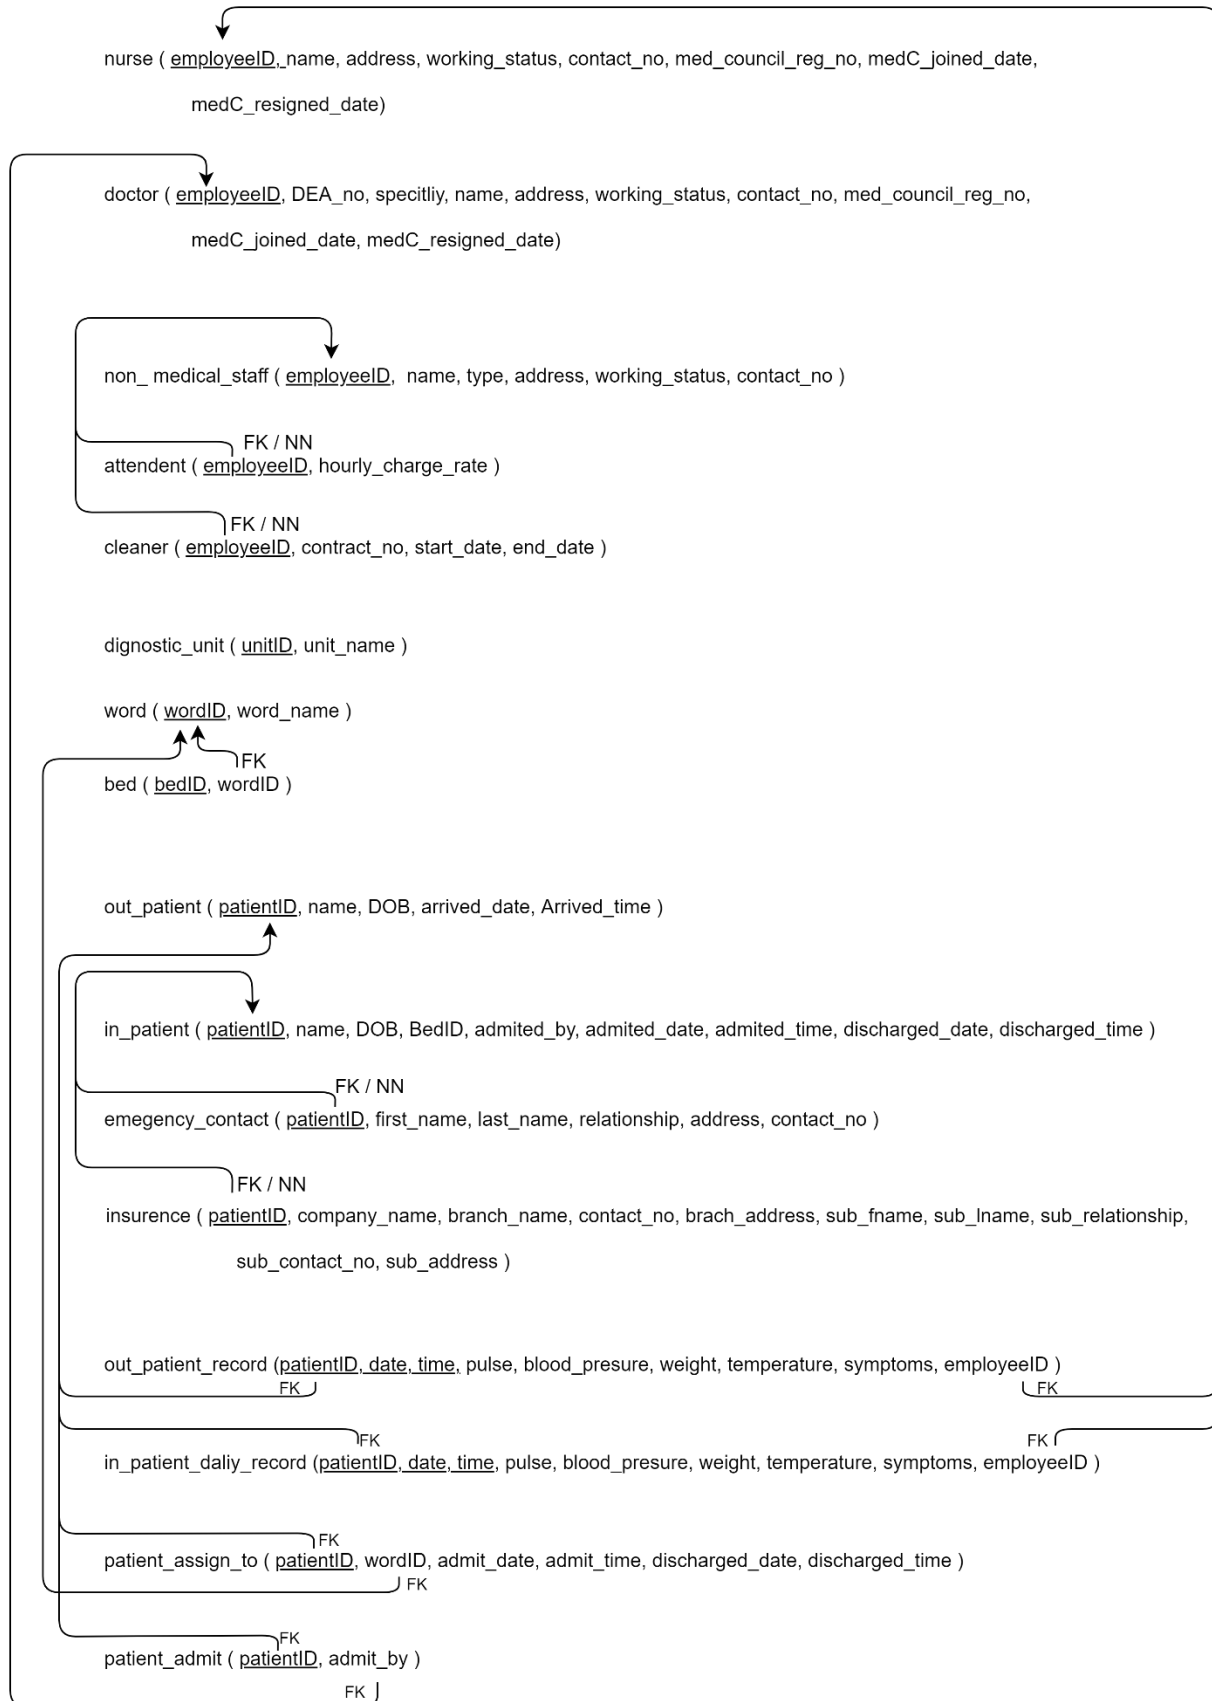 nurse ( employeeID, name, address, working_status, contact_no, med_council_reg_no, medC_joined_date,
medC_resigned_date)
doctor ( employeeID, DEA_no, specitliy, name, address, working_status, contact_no, med_council_reg_no,
medC_joined_date, medC_resigned_date)
non_ medical_staff ( employeeID, name, type, address, working_status, contact_no )
FK / NN
attendent ( employeeID, hourly_charge_rate )
FK / NN
cleaner ( employeeID, contract_no, start_date, end_date )
dignostic_unit ( unitID, unit_name )
word ( wordID, word_name )
FK
bed ( bedID, wordID )
out_patient ( patientID, name, DOB, arrived_date, Arrived_time )
in_patient ( patientID, name, DOB, BedID, admited_by, admited_date, admited_time, discharged_date, discharged_time )
FK / NN
emegency_contact ( patientID, first_name, last_name, relationship, address, contact_no )
FK / NN
insurence ( patientID, company_name, branch_name, contact_no, brach_address, sub_fname, sub_lname, sub_relationship,
sub_contact_no, sub_address )
out_patient_record (patientID, date, time, pulse, blood_presure, weight, temperature, symptoms, employeeID )
FK FK
FK FK
in_patient_daliy_record (patientID, date, time, pulse, blood_presure, weight, temperature, symptoms, employeeID )
FK
patient_assign_to ( patientID, wordID, admit_date, admit_time, discharged_date, discharged_time )
FK
FK
patient_admit ( patientID, admit_by )
FK